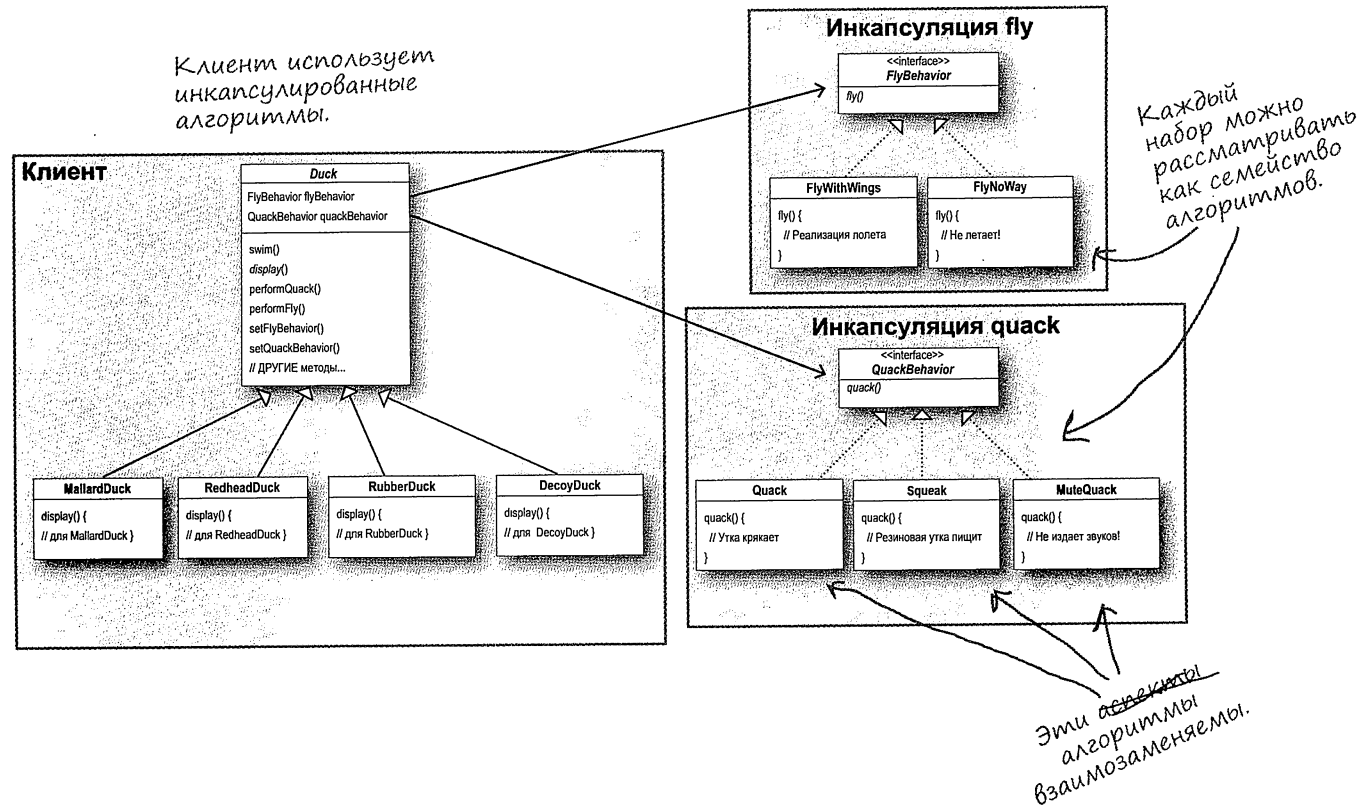 Клиент использует
инкапсулированные
алгоритмы.
Клиент
Duck
FlyBehavior flyBehavior
QuackBehavior quackBehavior
swim()
display()
performQuack()
performFly()
setFlyBehavior()
setQuackBehavior()
// ДРУГИЕ методы...
MallardDuck
display() {
// для MallardDuck }
RedheadDuck
display() {
// для RedheadDuck }
RubberDuck
display() {
// для RubberDuck }
DecoyDuck
display() {
// для DecoyDuck }
Инкапсуляция fly
<<interface>>
FlyBehavior
fly()
FlyWithWings
fly() {
// Реализация полета
}
FlyNoWay
fly() {
// Не летает!
}
Каждый
набор можно
рассматривать
как семейство
алгоритмов.
Инкапсуляция quack
<<interface>>
QuackBehavior
quack()
Quack
quack() {
// Утка крякает
}
Squeak
quack() {
// Резиновая утка пищит
}
MuteQuack
quack() {
// Не издает звуков!
}
Эти аспекты
алгоритмы
взаимозаменяемы.